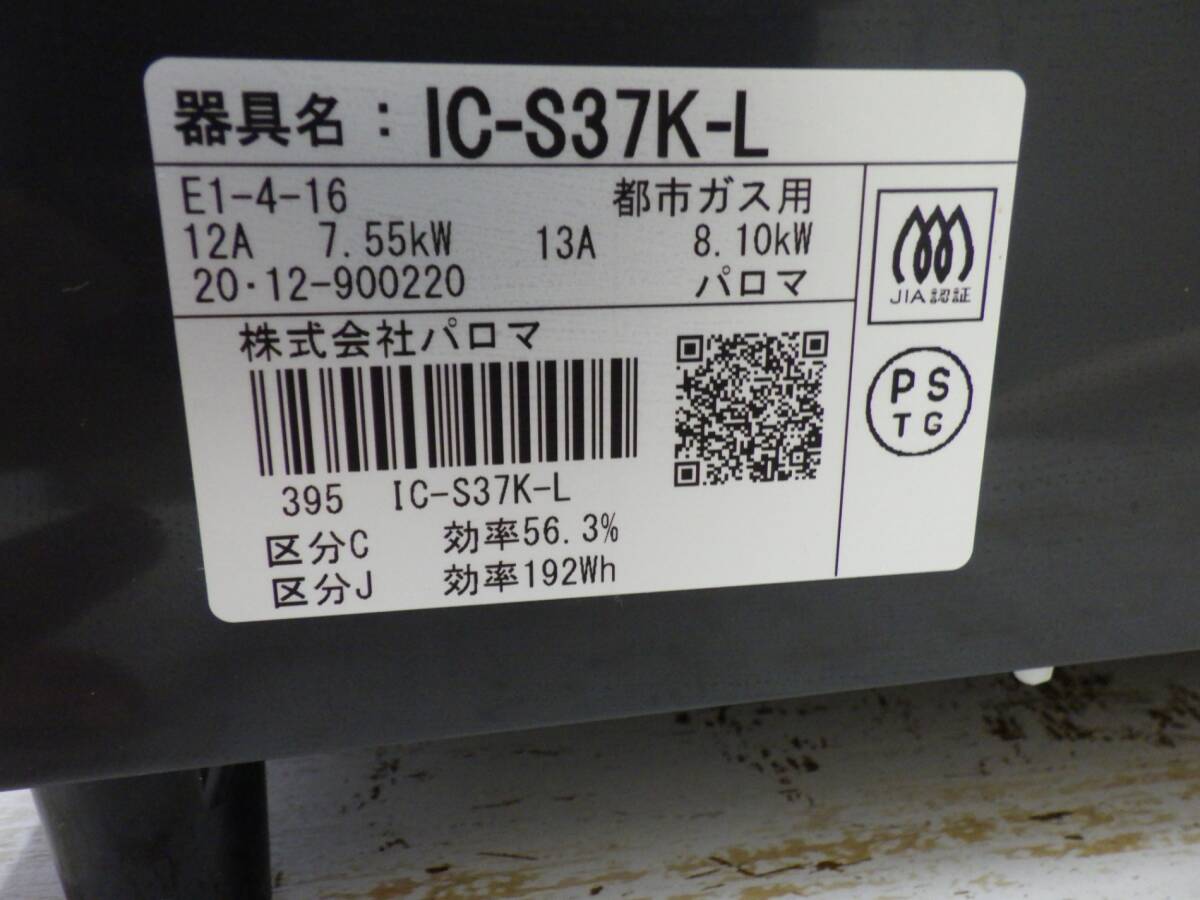 器具名：IC-S37K-L
E1-4-16 都市ガス用
12A 7.55kW 13A 8.10kW
20・12-900220 パロマ
JIA認証
株式会社パロマ
PS
TG
395 IC-S37K-L
区分C 効率56.3%
区分J 効率192Wh